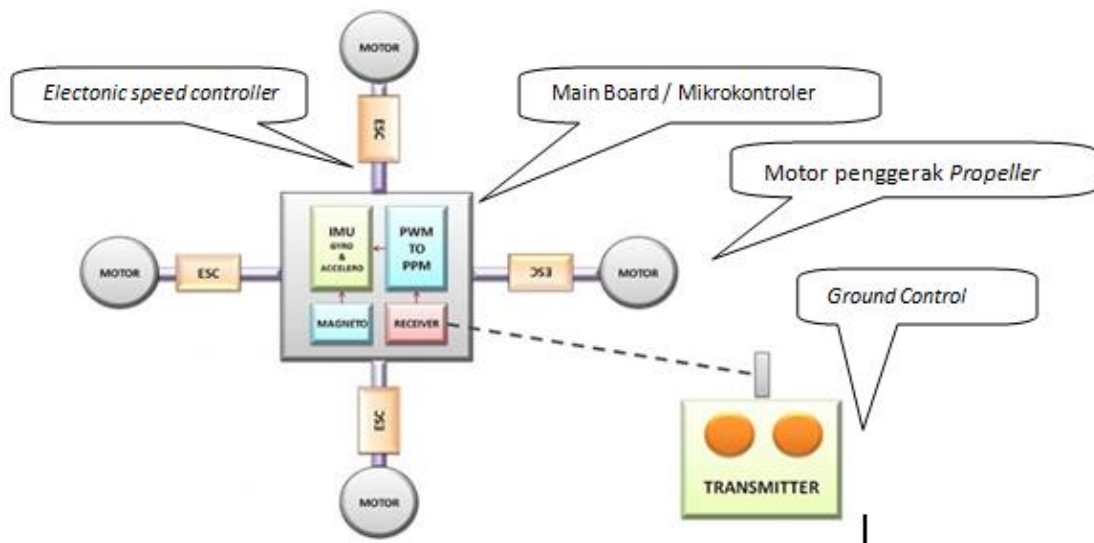 MOTOR
Electonic speed controller
Main Board / Mikrokontroler
ESC
Motor penggerak Propeller
IMU
GYRO
&
ACCELERO
PWM
TO
PPM
MOTOR
ESC
ESC
MOTOR
Ground Control
MAGNETO
RECEIVER
ESC
TRANSMITTER
MOTOR